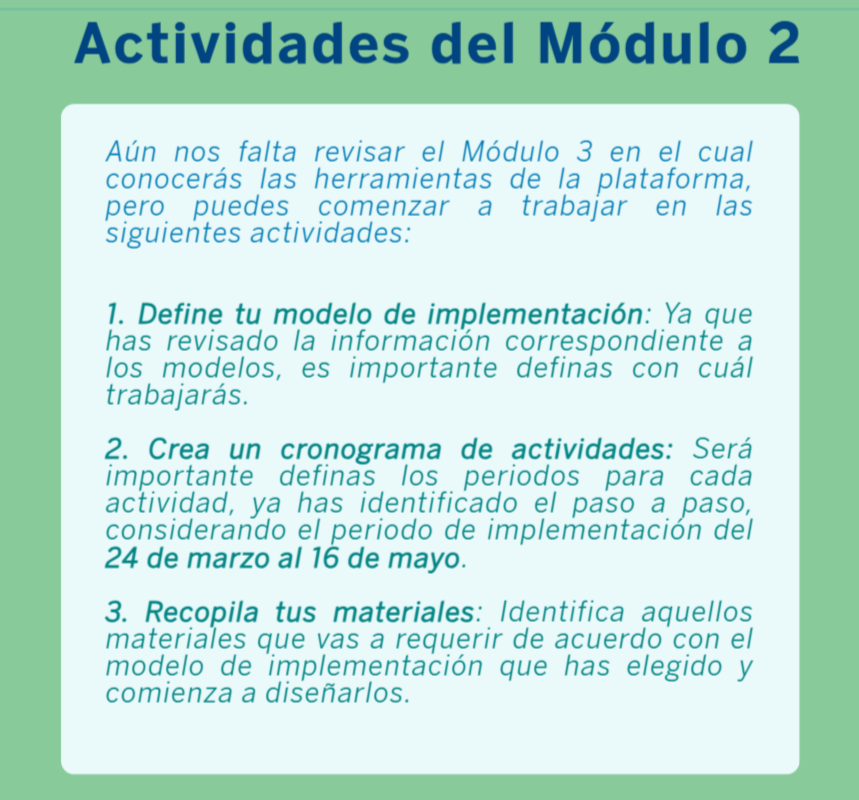 Actividades del Módulo 2
Aún nos falta revisar el Módulo 3 en el cual
conocerás las herramientas de la plataforma,
pero puedes comenzar a trabajar en las
siguientes actividades:
1. Define tu modelo de implementación: Ya que
has revisado la información correspondiente a
los modelos, es importante definas con cuál
trabajarás.
2. Crea un cronograma de actividades: Será
importante definas los periodos para cada
actividad, ya has identificado el paso a paso,
considerando el periodo de implementación del
24 de marzo al 16 de mayo.
3. Recopila tus materiales: Identifica aquellos
materiales que vas a requerir de acuerdo con el
modelo de implementación que has elegido y
comienza a diseñarlos.